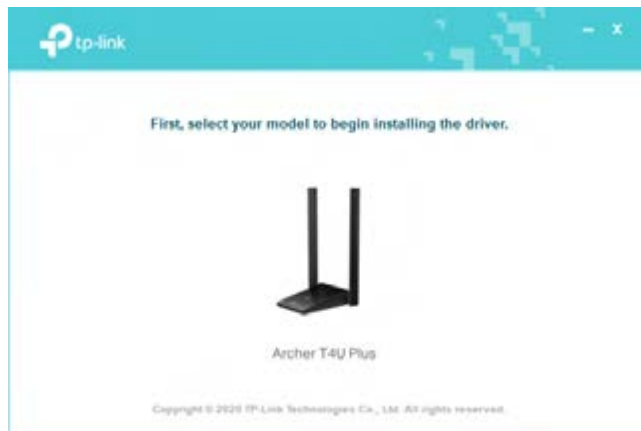 tp-link
First, select your model to begin installing the driver.
Archer T4U Plus
Copyright © 2020 TP-Link Technologies Co., Ltd. All rights reserved.